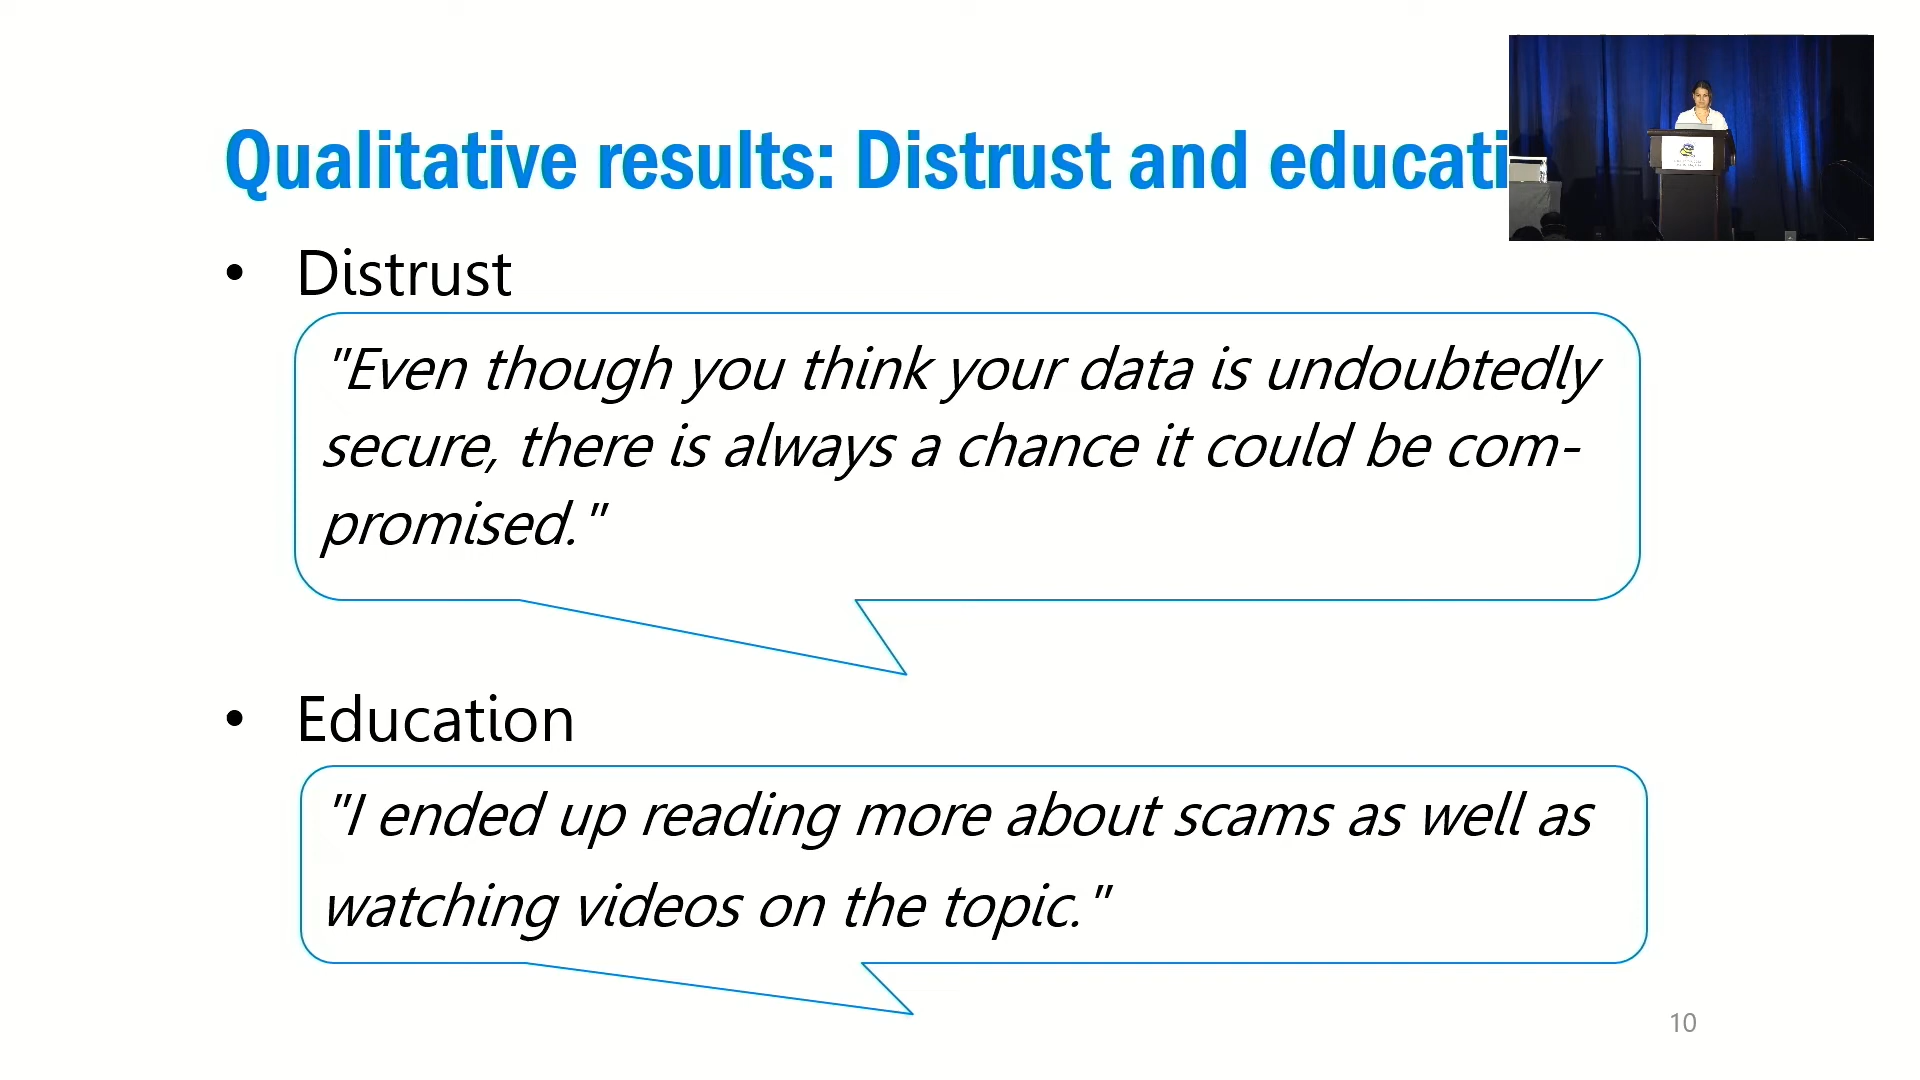 Qualitative results: Distrust and educati
• Distrust
"Even though you think your data is undoubtedly
secure, there is always a chance it could be com-
promised."
• Education
"I ended up reading more about scams as well as
watching videos on the topic."
10